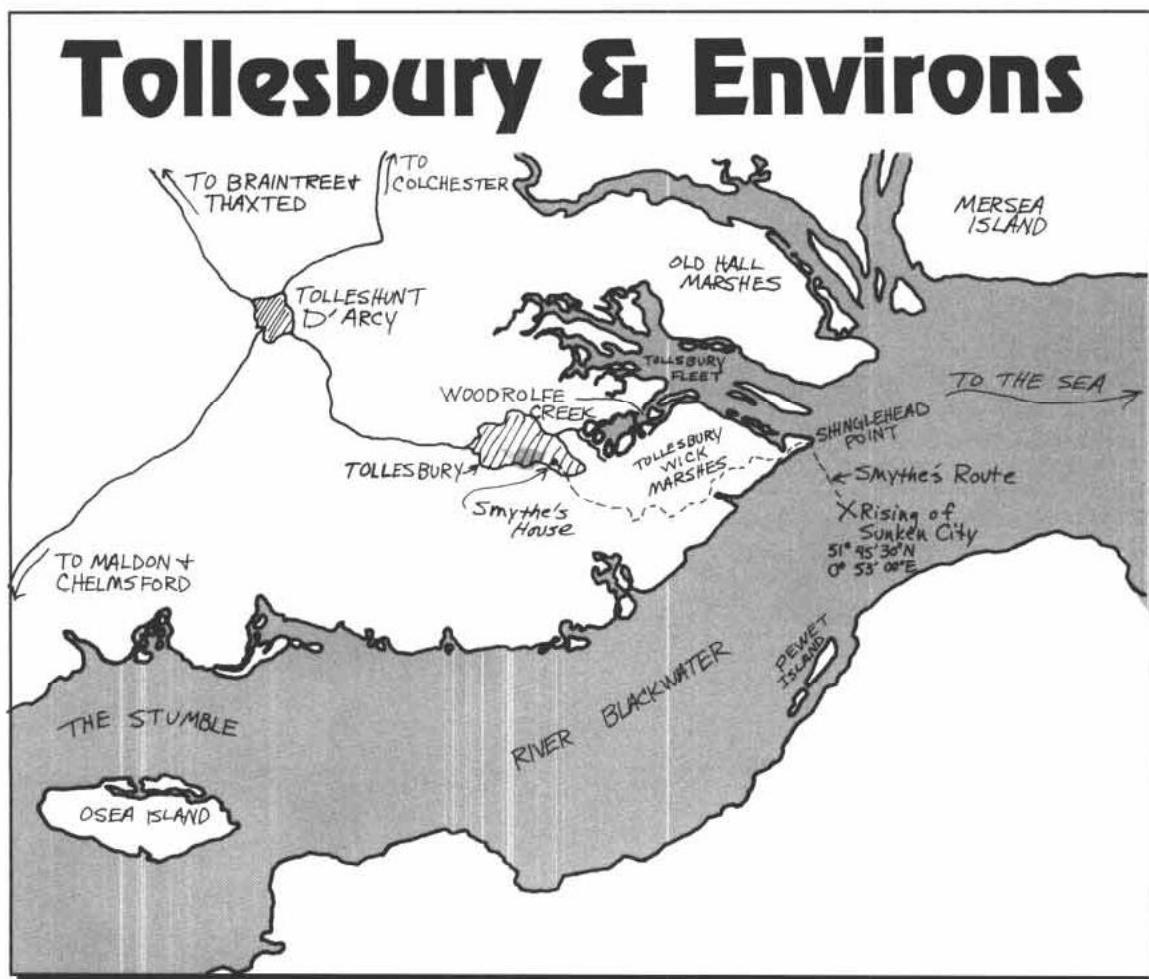 Tollesbury & Environs
TO BRAINTREE &
THAXTED
TO
COLCHESTER
MERSEA
ISLAND
OLD HALL
MARSHES
TOLLESHUNT
D'ARCY
TOLLSBURY
FLEET
TO THE SEA
WOODROLFE
CREEK
SHINGLEHEAD
POINT
TOLLESBURY
TOLLESBURY
WICK
MARSHES
Smythe's Route
Smythe's
House
X Rising of
Sunken City
51° 45' 30"N
0° 53' 00"E
TO MALDON &
CHELMSFORD
PEWET
ISLAND
THE STUMBLE
RIVER BLACKWATER
OSEA ISLAND